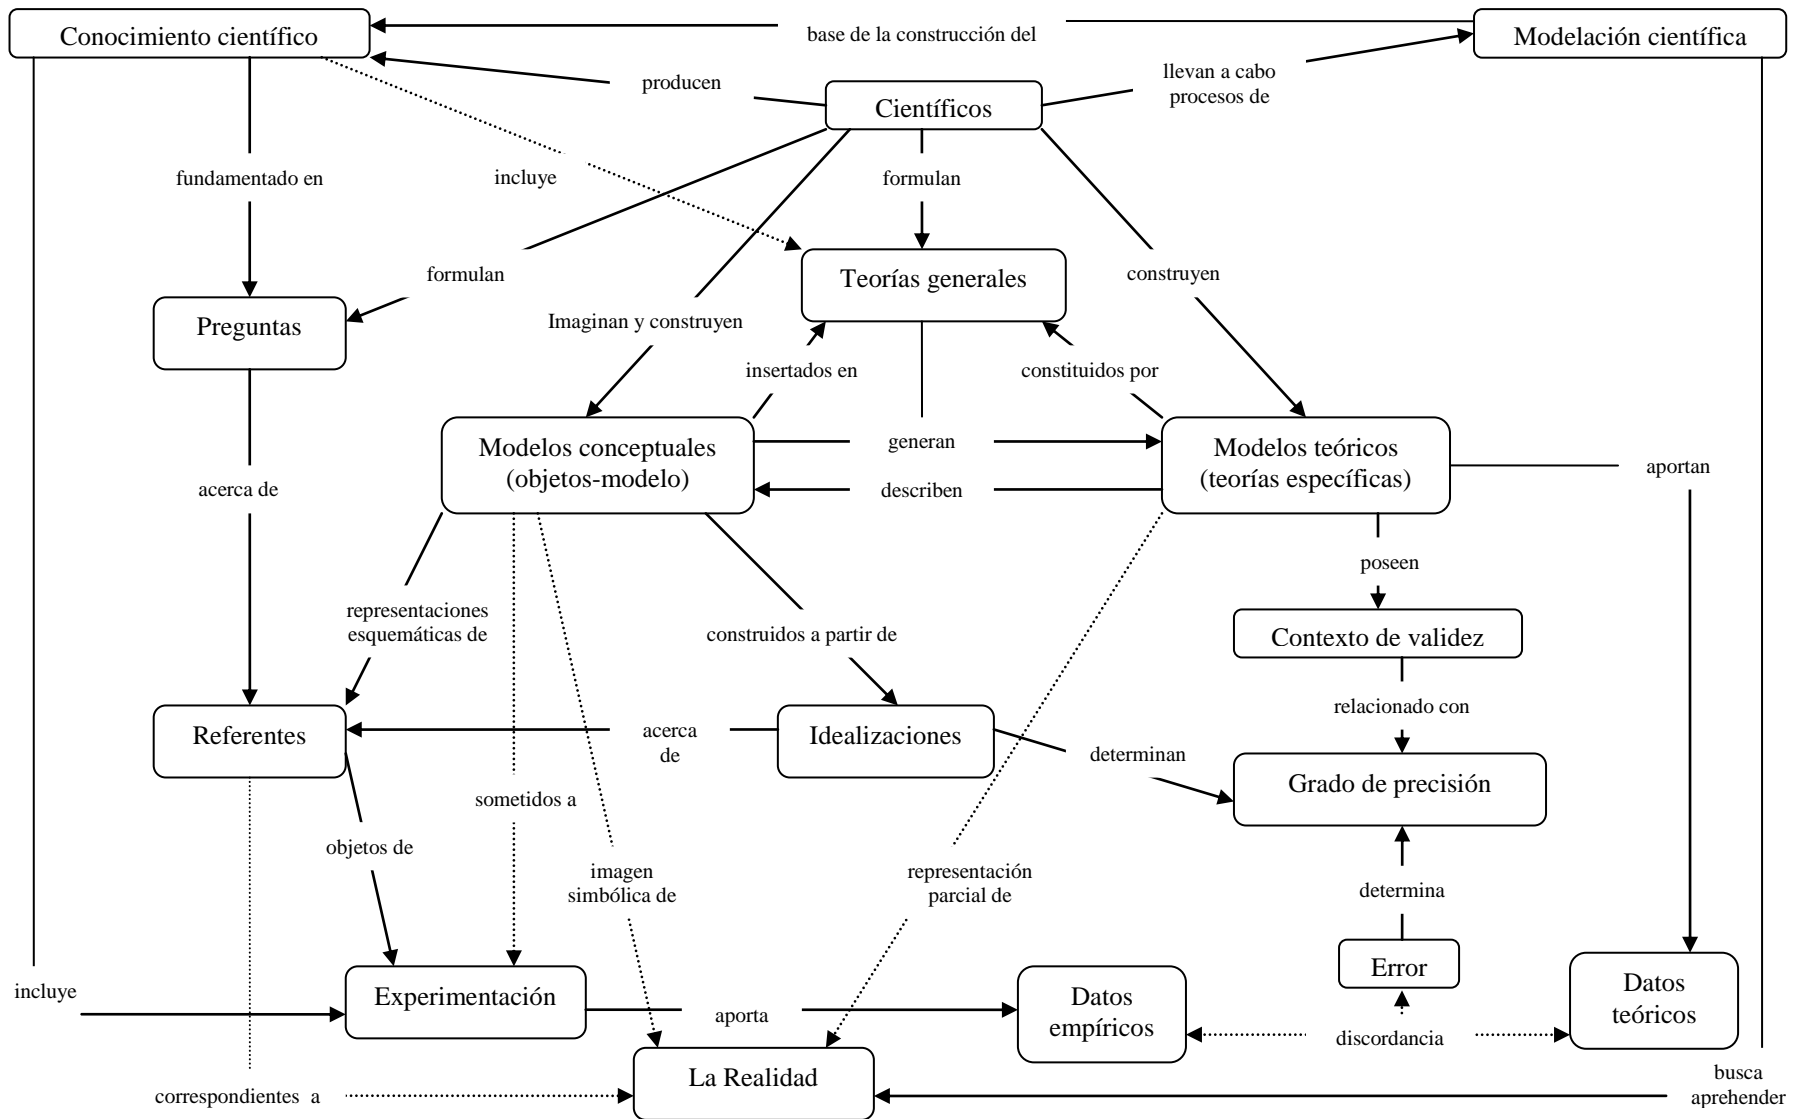 Conocimiento científico
base de la construcción del
Modelación científica
producen
llevan a cabo
procesos de
Científicos
fundamentado en
incluye
formulan
formulan
Teorías generales
construyen
Preguntas
Imaginan y construyen
insertados en
constituidos por
Modelos conceptuales
(objetos-modelo)
generan
Modelos teóricos
(teorías específicas)
aportan
acerca de
describen
poseen
representaciones
esquemáticas de
construidos a partir de
Contexto de validez
relacionado con
Referentes
acerca
de
Idealizaciones
determinan
Grado de precisión
sometidos a
objetos de
imagen
simbólica de
representación
parcial de
determina
Error
incluye
Experimentación
aporta
Datos
empíricos
discordancia
Datos
teóricos
La Realidad
correspondientes a
busca
aprehender